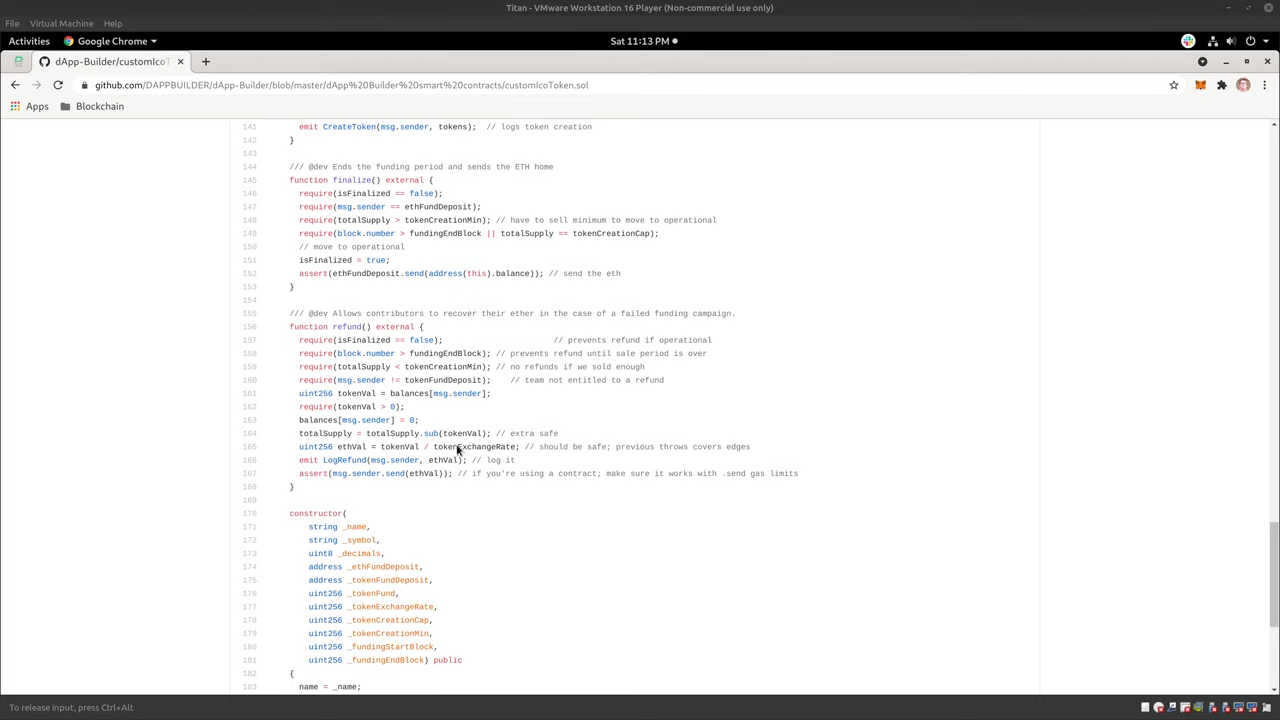 Titan - VMware Workstation 16 Player (Non-commercial use only)
File Virtual Machine Help
Activities Google Chrome Sat 11:13 PM
dApp-Builder/customIcoT × +
github.com/DAPPBUILDER/dApp-Builder/blob/master/dApp%20Builder%20smart%20contracts/customIcoToken.sol
Apps Blockchain
141 emit CreateToken(msg.sender, tokens); // logs token creation
142 }
143
144 /// @dev Ends the funding period and sends the ETH home
145 function finalize() external {
146 require(isFinalized == false);
147 require(msg.sender == ethFundDeposit);
148 require(totalSupply > tokenCreationMin); // have to sell minimum to move to operational
149 require(block.number > fundingEndBlock || totalSupply == tokenCreationCap);
150 // move to operational
151 isFinalized = true;
152 assert(ethFundDeposit.send(address(this).balance)); // send the eth
153 }
154
155 /// @dev Allows contributors to recover their ether in the case of a failed funding campaign.
156 function refund() external {
157 require(isFinalized == false); // prevents refund if operational
158 require(block.number > fundingEndBlock); // prevents refund until sale period is over
159 require(totalSupply < tokenCreationMin); // no refunds if we sold enough
160 require(msg.sender != tokenFundDeposit); // team not entitled to a refund
161 uint256 tokenVal = balances[msg.sender];
162 require(tokenVal > 0);
163 balances[msg.sender] = 0;
164 totalSupply = totalSupply.sub(tokenVal); // extra safe
165 uint256 ethVal = tokenVal / tokenExchangeRate; // should be safe; previous throws covers edges
166 emit LogRefund(msg.sender, ethVal); // log it
167 assert(msg.sender.send(ethVal)); // if you're using a contract; make sure it works with .send gas limits
168 }
169
170 constructor(
171 string _name,
172 string _symbol,
173 uint8 _decimals,
174 address _ethFundDeposit,
175 address _tokenFundDeposit,
176 uint256 _tokenFund,
177 uint256 _tokenExchangeRate,
178 uint256 _tokenCreationCap,
179 uint256 _tokenCreationMin,
180 uint256 _fundingStartBlock,
181 uint256 _fundingEndBlock) public
182 {
183 name = _name;
To release input, press Ctrl+Alt